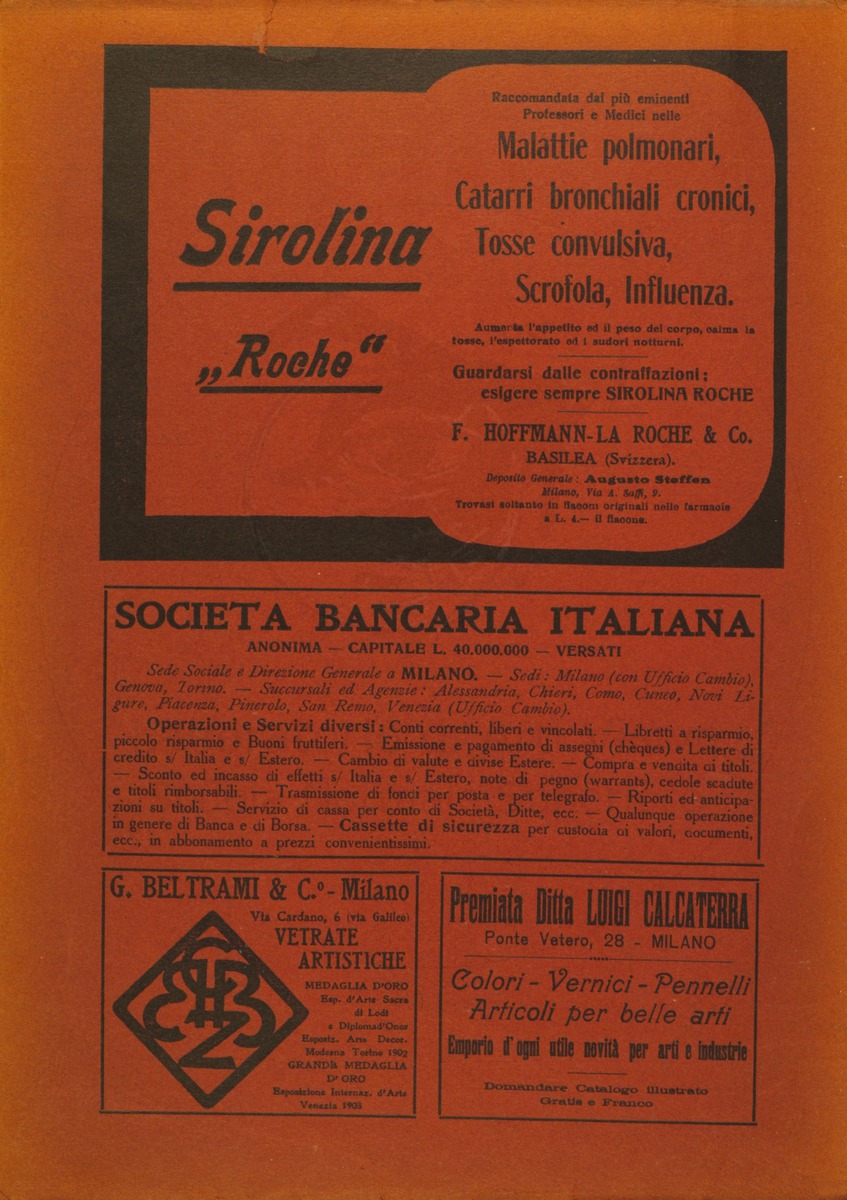 Sirolina
„Roche“
Raccomandata dai più eminenti
Professori e Medici nelle
Malattie polmonari,
Catarri bronchiali cronici,
Tosse convulsiva,
Scrofola, Influenza.
Aumenta l'appetito ed il peso del corpo, calma la
tosse, l'espettorato ed i sudori notturni.
Guardarsi dalle contraffazioni;
esigere sempre SIROLINA ROCHE
F. HOFFMANN-LA ROCHE & Co.
BASILEA (Svizzera).
Deposito Generale: Augusto Steffen
Milano, Via A. Saffi, 9.
Trovasi soltanto in flaconi originali nelle farmacie
a L. 4.— il flacone.
SOCIETA BANCARIA ITALIANA
ANONIMA — CAPITALE L. 40.000.000 — VERSATI
Sede Sociale e Direzione Generale a MILANO. — Sedi: Milano (con Ufficio Cambio),
Genova, Torino. — Succursali ed Agenzie: Alessandria, Chieri, Como, Cuneo, Novi Li-
gure, Piacenza, Pinerolo, San Remo, Venezia (Ufficio Cambio).
Operazioni e Servizi diversi: Conti correnti, liberi e vincolati. — Libretti a risparmio,
piccolo risparmio e Buoni fruttiferi. — Emissione e pagamento di assegni (chèques) e Lettere di
credito s/ Italia e s/ Estero. — Cambio di valute e divise Estere. — Compra e vendita di titoli.
— Sconto ed incasso di effetti s/ Italia e s/ Estero, note di pegno (warrants), cedole scadute
e titoli rimborsabili. — Trasmissione di fondi per posta e per telegrafo. — Riporti ed anticipa-
zioni su titoli. — Servizio di cassa per conto di Società, Ditte, ecc. — Qualunque operazione
in genere di Banca e di Borsa. — Cassette di sicurezza per custodia di valori, documenti,
ecc., in abbonamento a prezzi convenientissimi.
G. BELTRAMI & C.º - Milano
Via Cardano, 6 (via Galileo)
VETRATE
ARTISTICHE
MEDAGLIA D'ORO
Esp. d'Arte Sacra
di Lodi
e Diploma d'Onor
Esposiz. Arte Decor.
Moderna Torino 1902
GRANDE MEDAGLIA
D'ORO
Esposizione Internaz. d'Arte
Venezia 1903
Premiata Ditta LUIGI CALCATERRA
Ponte Vetero, 28 - MILANO
Colori - Vernici - Pennelli
Articoli per belle arti
Emporio d'ogni utile novità per arti e industrie
Domandare Catalogo illustrato
Gratis e Franco